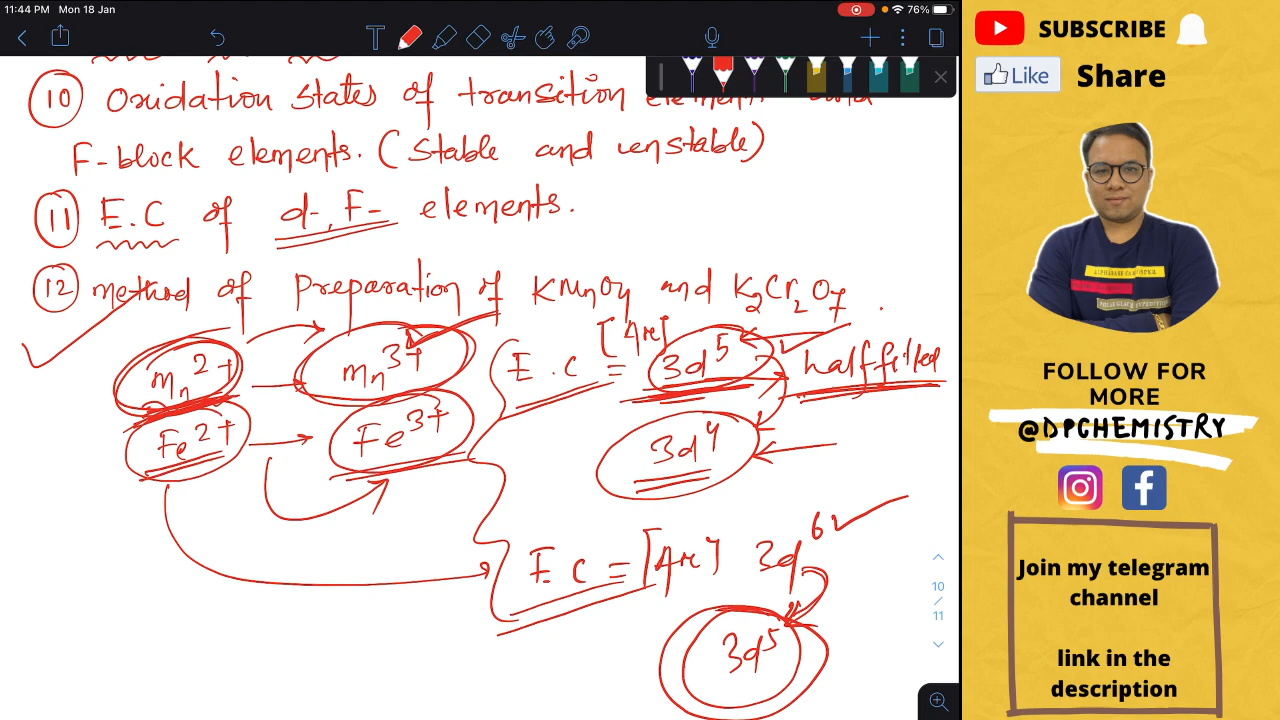 11:44 PM Mon 18 Jan
76%
10 Oxidation states of transition elements and
F-block elements. (Stable and unstable)
11 E.C of d-, F- elements.
12 method of preparation of KMnO4 and K2Cr2O7.
Mn2+ Mn3+ E.C = [Ar] 3d5 half filled
Fe2+ Fe3+ 3d4
E C = [Ar] 3d6
3d5
10
/
11
SUBSCRIBE
Like Share
ALPHABADE
FOLLOW FOR
MORE
@DPCHEMISTRY
Join my telegram
channel
link in the
description